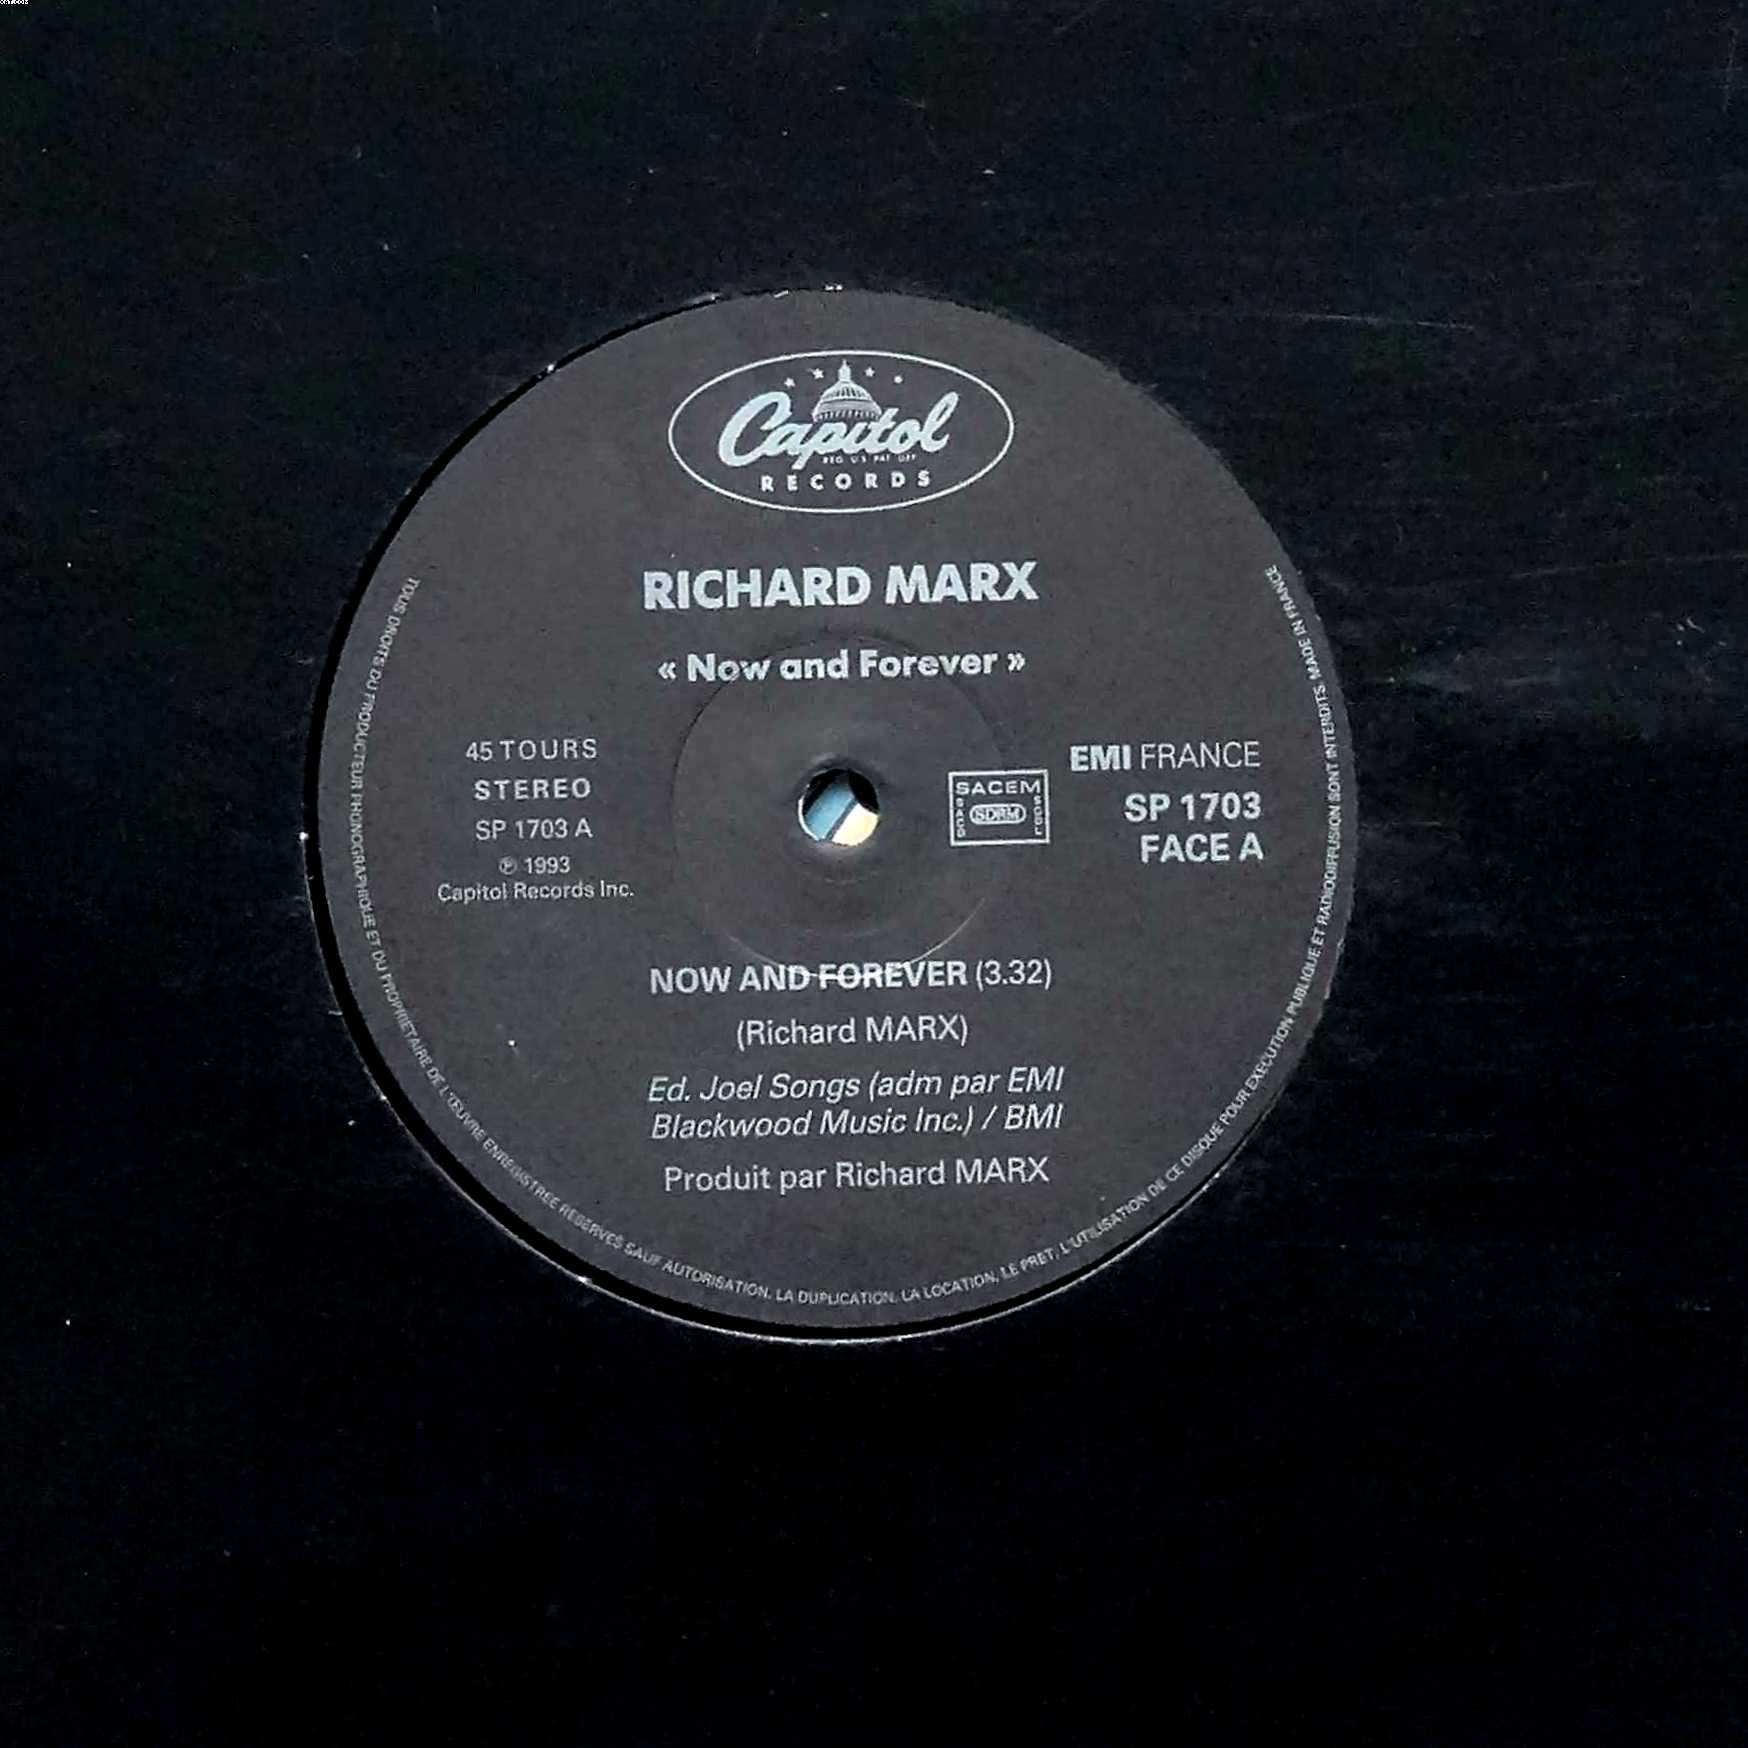 Capitol
REG. U.S. PAT. OFF.
RECORDS
RICHARD MARX
« Now and Forever »
45 TOURS
STEREO
SP 1703 A
℗ 1993
Capitol Records Inc.
SACEM
SACD
SDRM
SGDL
EMI FRANCE
SP 1703
FACE A
NOW AND FOREVER (3.32)
(Richard MARX)
Ed. Joel Songs (adm par EMI
Blackwood Music Inc.) / BMI
Produit par Richard MARX
TOUS DROITS DU PRODUCTEUR PHONOGRAPHIQUE ET DU PROPRIETAIRE DE L'ŒUVRE ENREGISTREE RESERVES SAUF AUTORISATION, LA DUPLICATION, LA LOCATION, LE PRET, L'UTILISATION DE CE DISQUE POUR EXECUTION PUBLIQUE ET RADIODIFFUSION SONT INTERDITS. MADE IN FRANCE